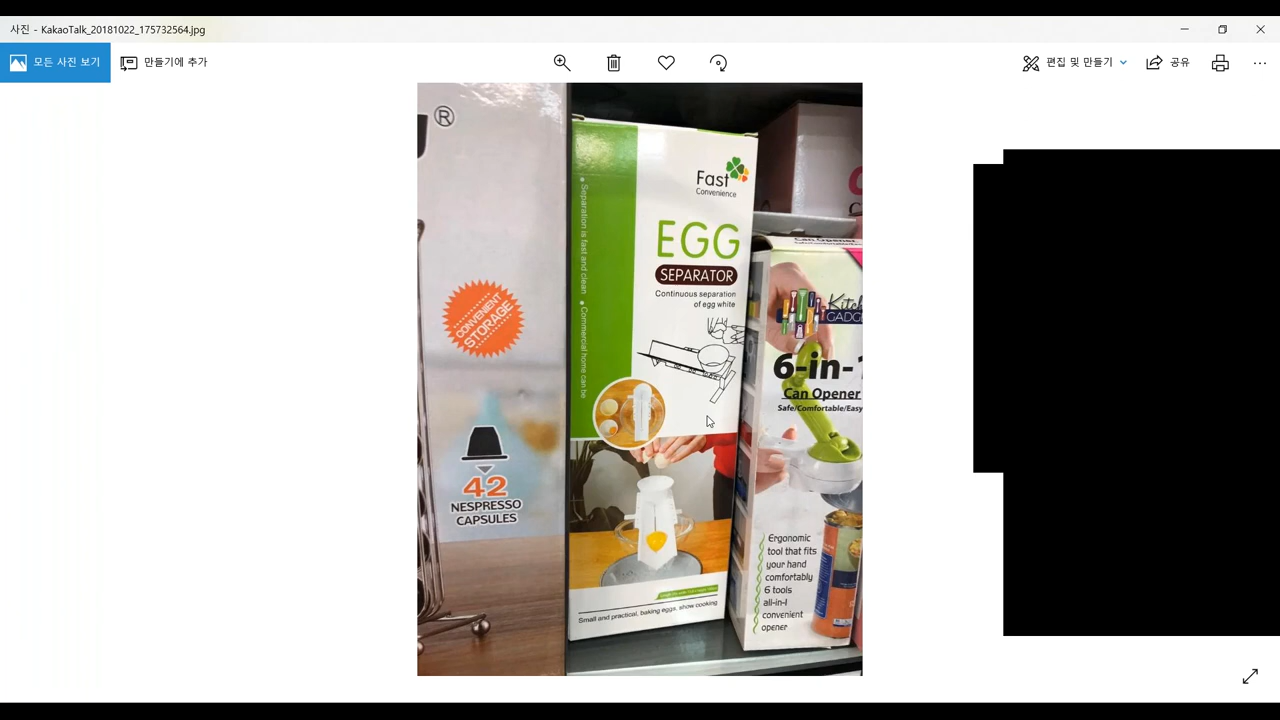 사진 - KakaoTalk_20181022_175732564.jpg
모든 사진 보기
만들기에 추가
편집 및 만들기
공유
®
CONVENIENT
STORAGE
42
NESPRESSO
CAPSULES
Fast
Convenience
EGG
SEPARATOR
Continuous separation
of egg white
• Separation is fast and clean • Commercial home can be
Small and practical, baking eggs, show cooking
Can Opener
6-in-
Can Opener
Safe/Comfortable/Easy
Ergonomic
tool that fits
your hand
comfortably
6 tools
all-in-1
convenient
opener